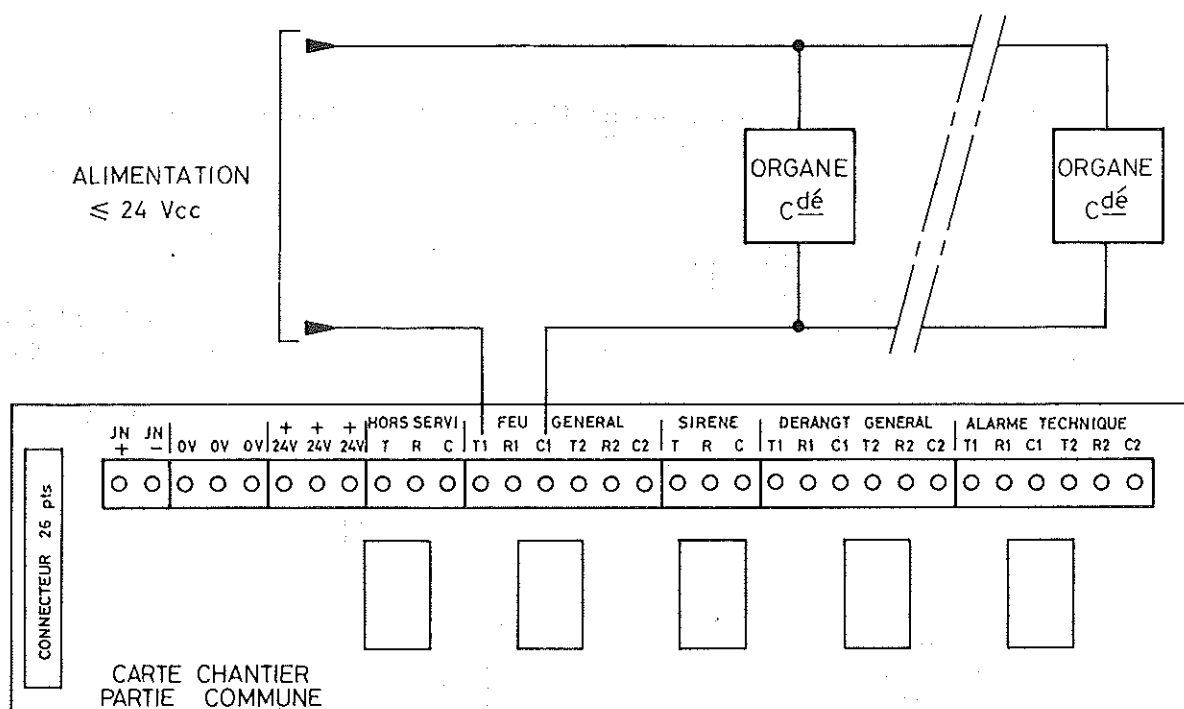 ALIMENTATION
≤ 24 Vcc
ORGANE
Cdé
ORGANE
Cdé
HORS SERVI FEU GENERAL SIRENE DERANGT GENERAL ALARME TECHNIQUE
JN JN + + +
+ − 0V 0V 0V 24V 24V 24V T R C T1 R1 C1 T2 R2 C2 T R C T1 R1 C1 T2 R2 C2 T1 R1 C1 T2 R2 C2
CONNECTEUR 26 pts
CARTE CHANTIER
PARTIE COMMUNE